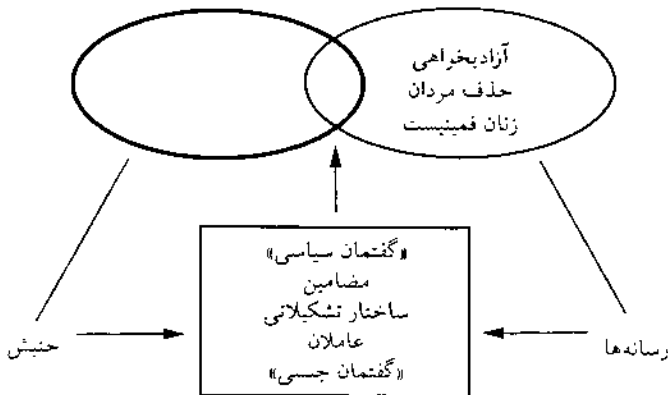 آزادیخواهی
حذف مردان
زنان فمینیست
«گفتمان سیاسی»
مضامین
ساختار تشکیلاتی
عاملان
«گفتمان جنسی»
رسانه‌ها
جنبش